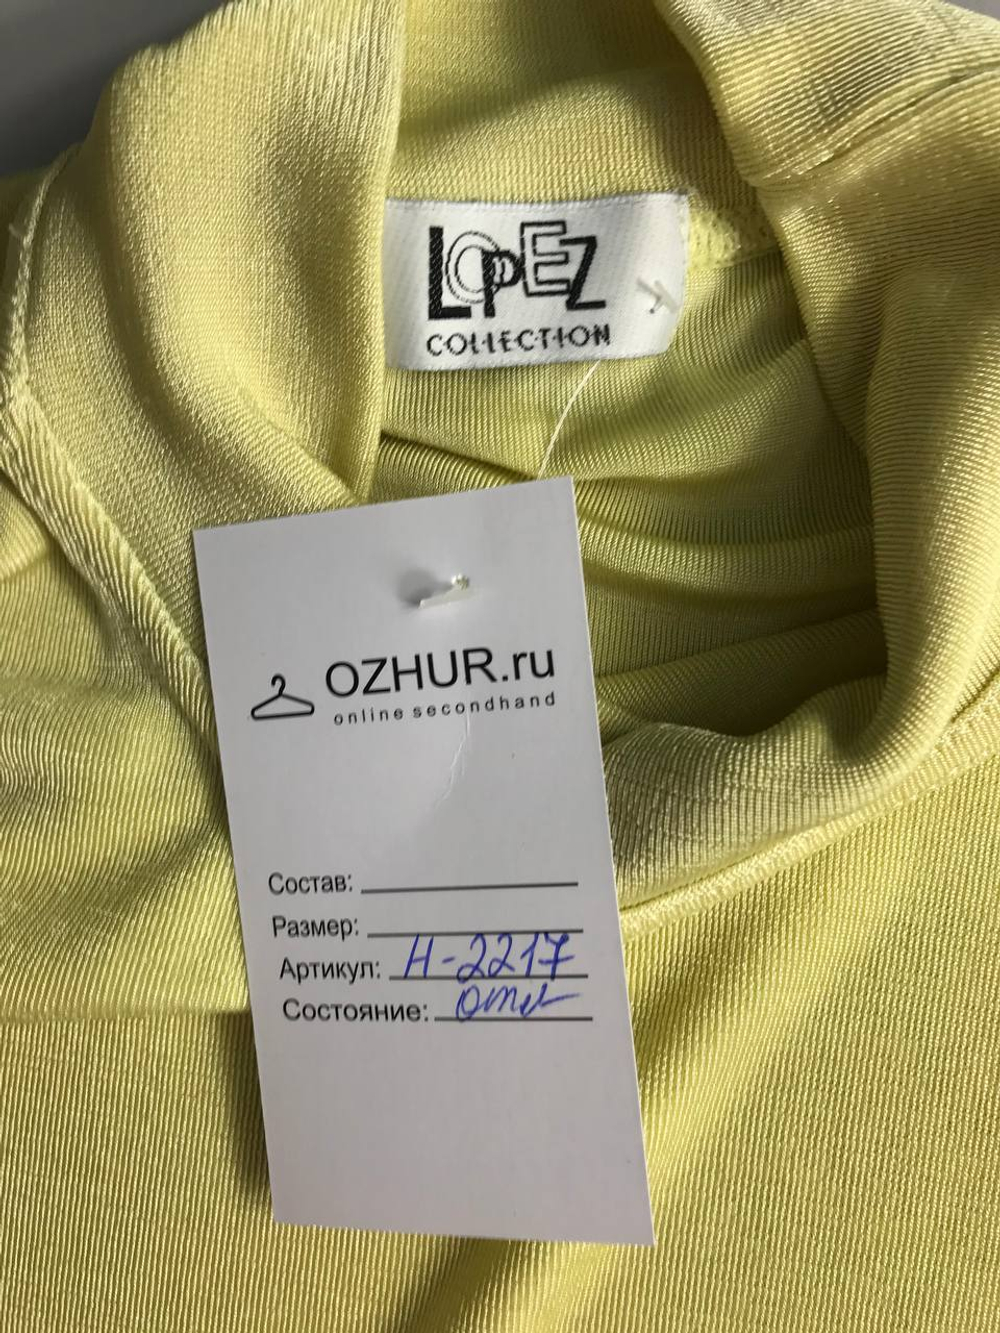 LOPEZ
COLLECTION
OZHUR.ru
online secondhand
Состав:
Размер:
Артикул: Н-2217
Состояние: отл